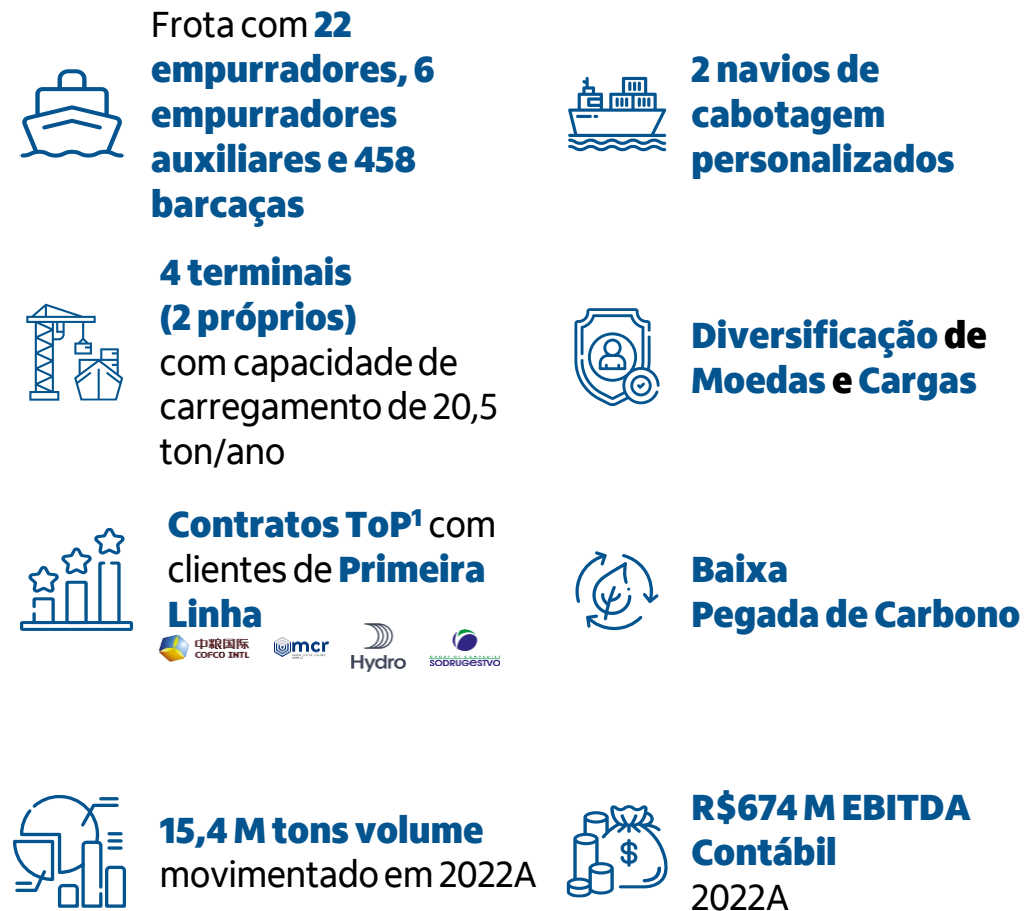 Frota com 22
empurradores, 6
empurradores
auxiliares e 458
barcaças
2 navios de
cabotagem
personalizados
4 terminais
(2 próprios)
com capacidade de
carregamento de 20,5
ton/ano
Diversificação de
Moedas e Cargas
Contratos ToP¹ com
clientes de Primeira
Linha
中粮国际
COFCO INTL
mcr
Hydro
SODRUGESTVO
Baixa
Pegada de Carbono
15,4 M tons volume
movimentado em 2022A
$
R$674 M EBITDA
Contábil
2022A